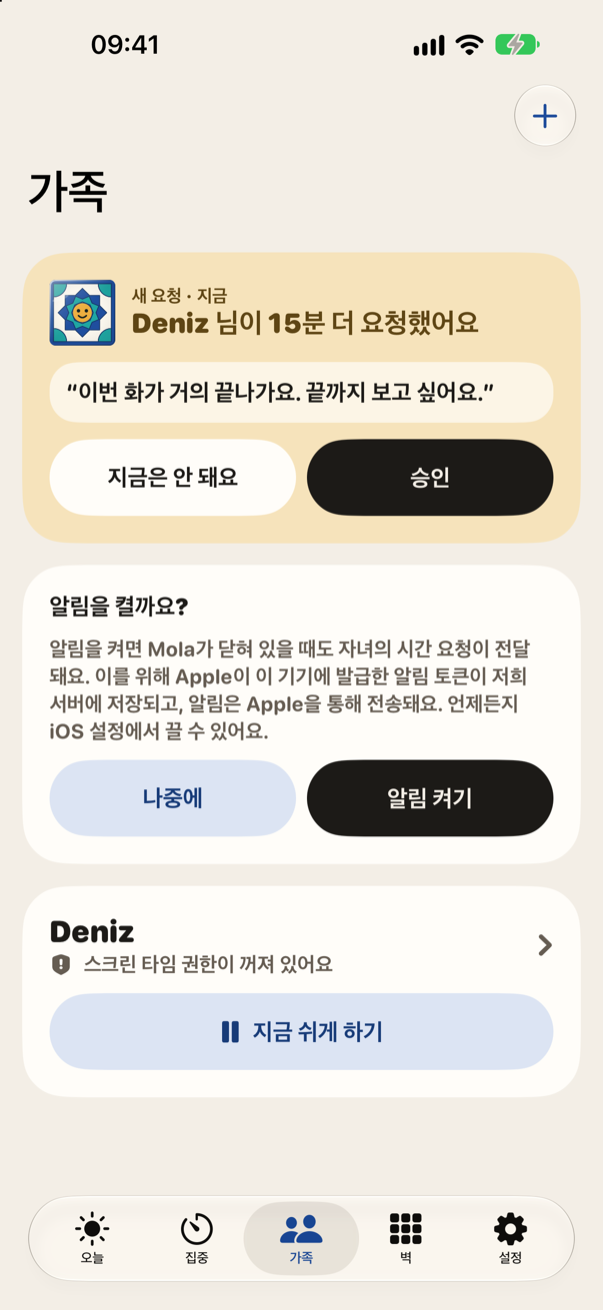 09:41
가족
새 요청 · 지금
Deniz 님이 15분 더 요청했어요
“이번 화가 거의 끝나가요. 끝까지 보고 싶어요.”
지금은 안 돼요
승인
알림을 켤까요?
알림을 켜면 Mola가 닫혀 있을 때도 자녀의 시간 요청이 전달
돼요. 이를 위해 Apple이 이 기기에 발급한 알림 토큰이 저희
서버에 저장되고, 알림은 Apple을 통해 전송돼요. 언제든지
iOS 설정에서 끌 수 있어요.
나중에
알림 켜기
Deniz
스크린 타임 권한이 꺼져 있어요
지금 쉬게 하기
오늘
집중
가족
벽
설정